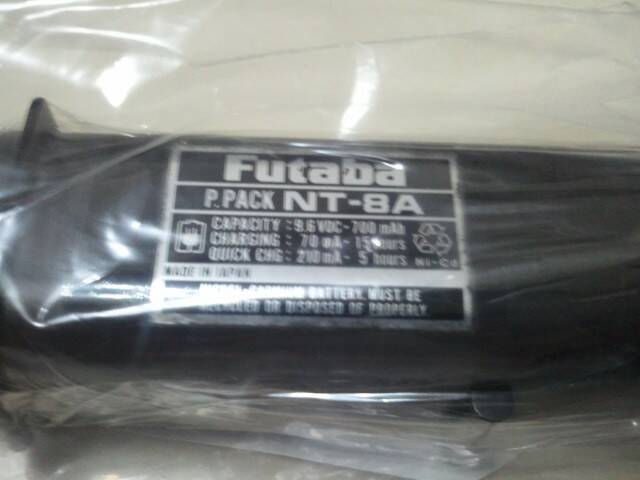 Futaba
P.PACK NT-8A
CAPACITY : 9.6VDC-700 mAh
CHARGING : 70 mA- 15 hours
QUICK CHG : 210 mA- 5 hours Ni-Cd
MADE IN JAPAN
NICKEL-CADMIUM BATTERY. MUST BE
RECYCLED OR DISPOSED OF PROPERLY